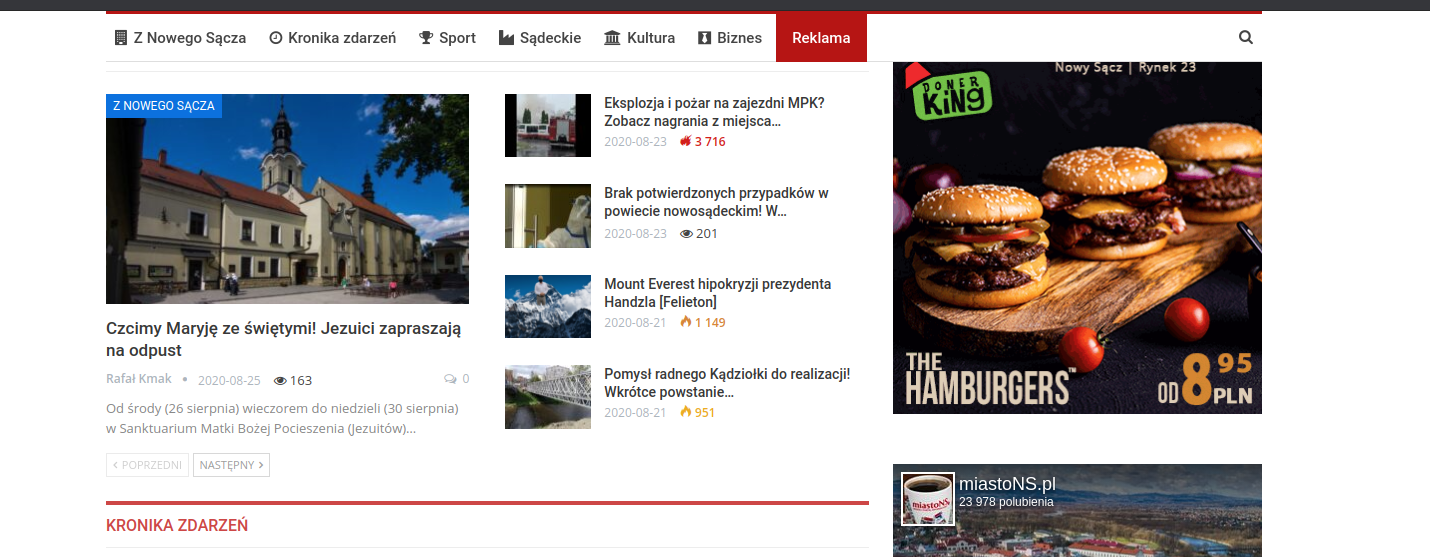 Z Nowego Sącza Kronika zdarzeń Sport Sądeckie Kultura Biznes Reklama
Z NOWEGO SĄCZA
Czcimy Maryję ze świętymi! Jezuici zapraszają
na odpust
Rafał Kmak • 2020-08-25 163 0
Od środy (26 sierpnia) wieczorem do niedzieli (30 sierpnia)
w Sanktuarium Matki Bożej Pocieszenia (Jezuitów)...
POPRZEDNI NASTĘPNY
Eksplozja i pożar na zajezdni MPK?
Zobacz nagrania z miejsca...
2020-08-23 3 716
Brak potwierdzonych przypadków w
powiecie nowosądeckim! W...
2020-08-23 201
Mount Everest hipokryzji prezydenta
Handzla [Felieton]
2020-08-21 1 149
Pomysł radnego Kądziołki do realizacji!
Wkrótce powstanie...
2020-08-21 951
Nowy Sącz | Rynek 23
DONER
KING
THE
HAMBURGERS™
OD 8 95
PLN
miastoNS.pl
23 978 polubienia
miastoNS.pl
KRONIKA ZDARZEŃ